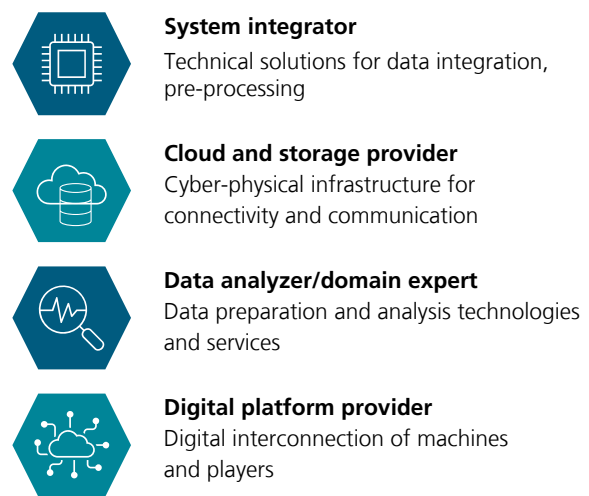 System integrator
Technical solutions for data integration,
pre-processing
Cloud and storage provider
Cyber-physical infrastructure for
connectivity and communication
Data analyzer/domain expert
Data preparation and analysis technologies
and services
Digital platform provider
Digital interconnection of machines
and players